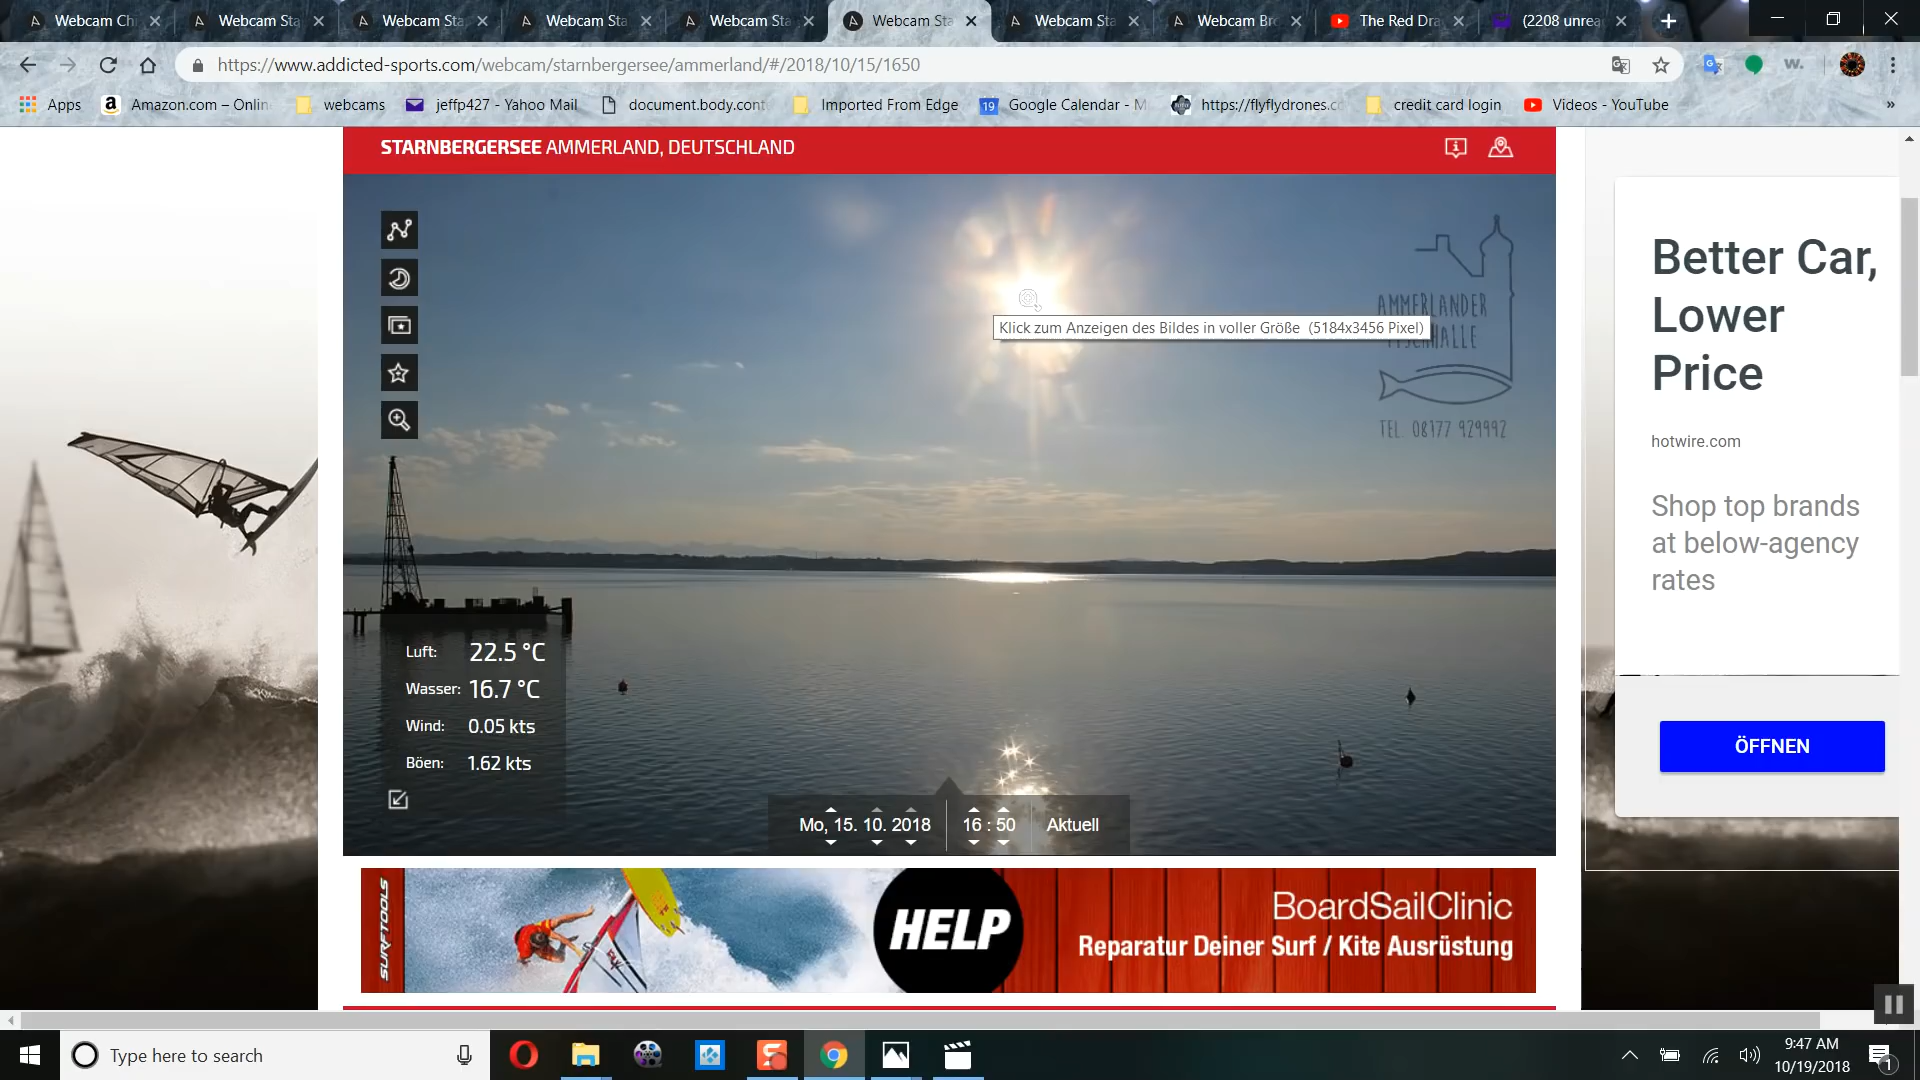 Webcam Chi
Webcam Sta
Webcam Sta
Webcam Sta
Webcam Sta
Webcam Sta
Webcam Sta
Webcam Bre
The Red Dra
(2208 unrea
https://www.addicted-sports.com/webcam/starnbergersee/ammerland/#/2018/10/15/1650
w.
Apps
Amazon.com – Onlin
webcams
jeffp427 - Yahoo Mail
document.body.cont
Imported From Edge
19
Google Calendar - M
https://flyflydrones.c
credit card login
Videos - YouTube
»
STARNBERGERSEE AMMERLAND, DEUTSCHLAND
AMMERLANDER
TEL. 08177 929992
Klick zum Anzeigen des Bildes in voller Größe (5184x3456 Pixel)
Luft: 22.5 °C
Wasser: 16.7 °C
Wind: 0.05 kts
Böen: 1.62 kts
Mo, 15. 10. 2018
16 : 50
Aktuell
Better Car,
Lower
Price
hotwire.com
Shop top brands
at below-agency
rates
ÖFFNEN
SURFTOOLS
HELP
BoardSailClinic
Reparatur Deiner Surf / Kite Ausrüstung
Type here to search
9:47 AM
10/19/2018
1